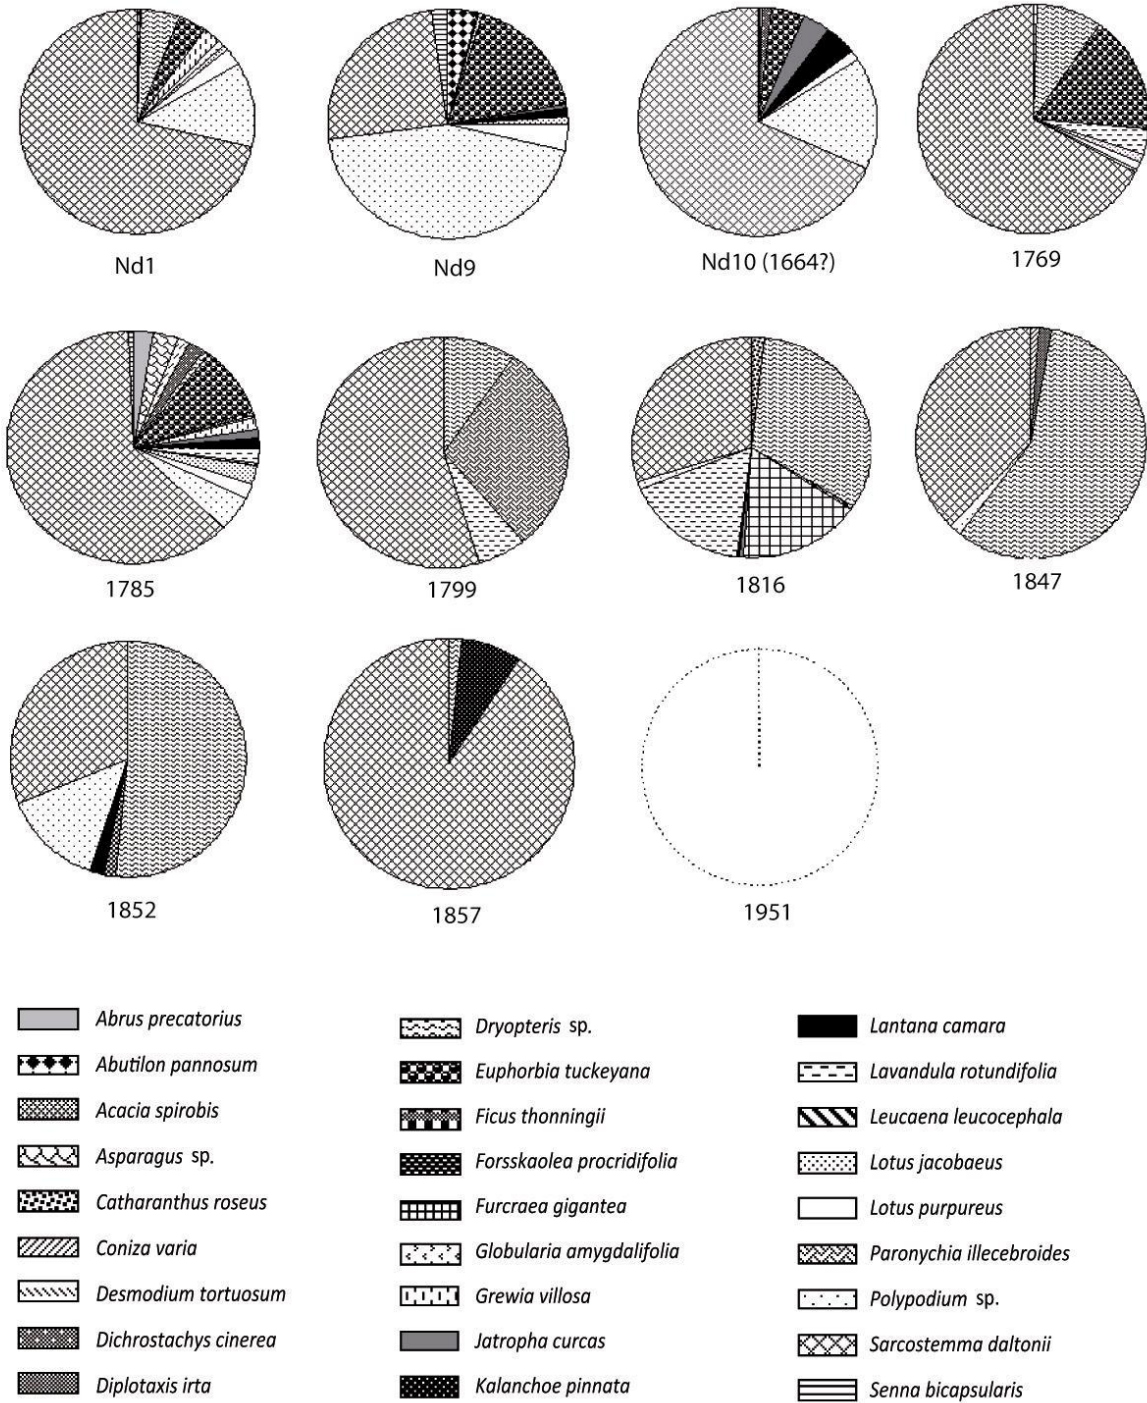 Nd1
Nd9
Nd10 (1664?)
1769
1785
1799
1816
1847
1852
1857
1951
Abrus precatorius
Abutilon pannosum
Acacia spirobis
Asparagus sp.
Catharanthus roseus
Coniza varia
Desmodium tortuosum
Dichrostachys cinerea
Diplotaxis irta
Dryopteris sp.
Euphorbia tuckeyana
Ficus thonningii
Forsskaolea procridifolia
Furcraea gigantea
Globularia amygdalifolia
Grewia villosa
Jatropha curcas
Kalanchoe pinnata
Lantana camara
Lavandula rotundifolia
Leucaena leucocephala
Lotus jacobaeus
Lotus purpureus
Paronychia illecebroides
Polypodium sp.
Sarcostemma daltonii
Senna bicapsularis